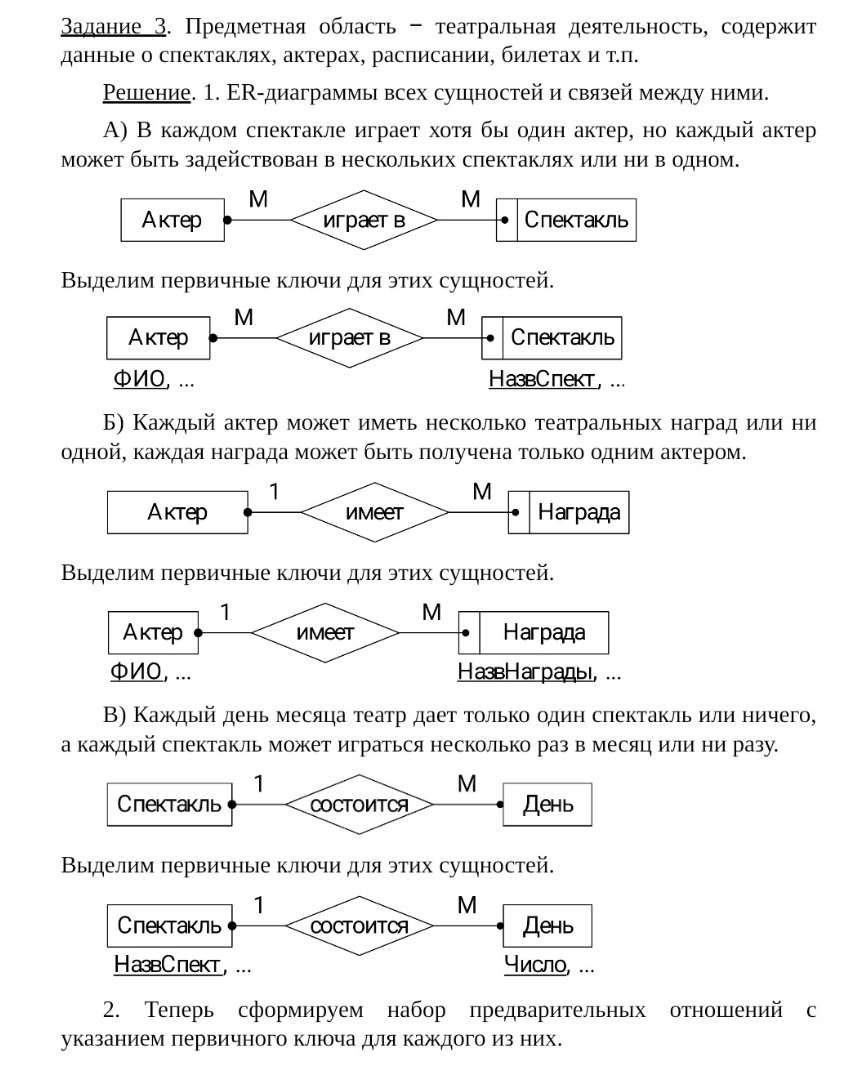 Задание 3. Предметная область − театральная деятельность, содержит
данные о спектаклях, актерах, расписании, билетах и т.п.
Решение. 1. ER-диаграммы всех сущностей и связей между ними.
А) В каждом спектакле играет хотя бы один актер, но каждый актер
может быть задействован в нескольких спектаклях или ни в одном.
Актер М играет в М Спектакль
Выделим первичные ключи для этих сущностей.
Актер М играет в М Спектакль
ФИО, ... НазвСпект, ...
Б) Каждый актер может иметь несколько театральных наград или ни
одной, каждая награда может быть получена только одним актером.
Актер 1 имеет М Награда
Выделим первичные ключи для этих сущностей.
Актер 1 имеет М Награда
ФИО, ... НазвНаграды, ...
В) Каждый день месяца театр дает только один спектакль или ничего,
а каждый спектакль может играться несколько раз в месяц или ни разу.
Спектакль 1 состоится М День
Выделим первичные ключи для этих сущностей.
Спектакль 1 состоится М День
НазвСпект, ... Число, ...
2. Теперь сформируем набор предварительных отношений с
указанием первичного ключа для каждого из них.